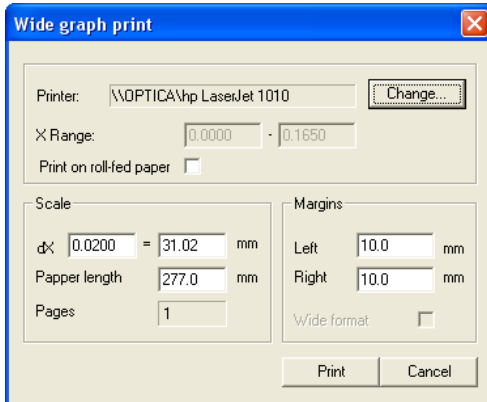 Wide graph print
Printer: \\OPTICA\hp LaserJet 1010 Change...
X Range: 0.0000 - 0.1650
Print on roll-fed paper
Scale
dX 0.0200 = 31.02 mm
Papper length 277.0 mm
Pages 1
Margins
Left 10.0 mm
Right 10.0 mm
Wide format
Print Cancel